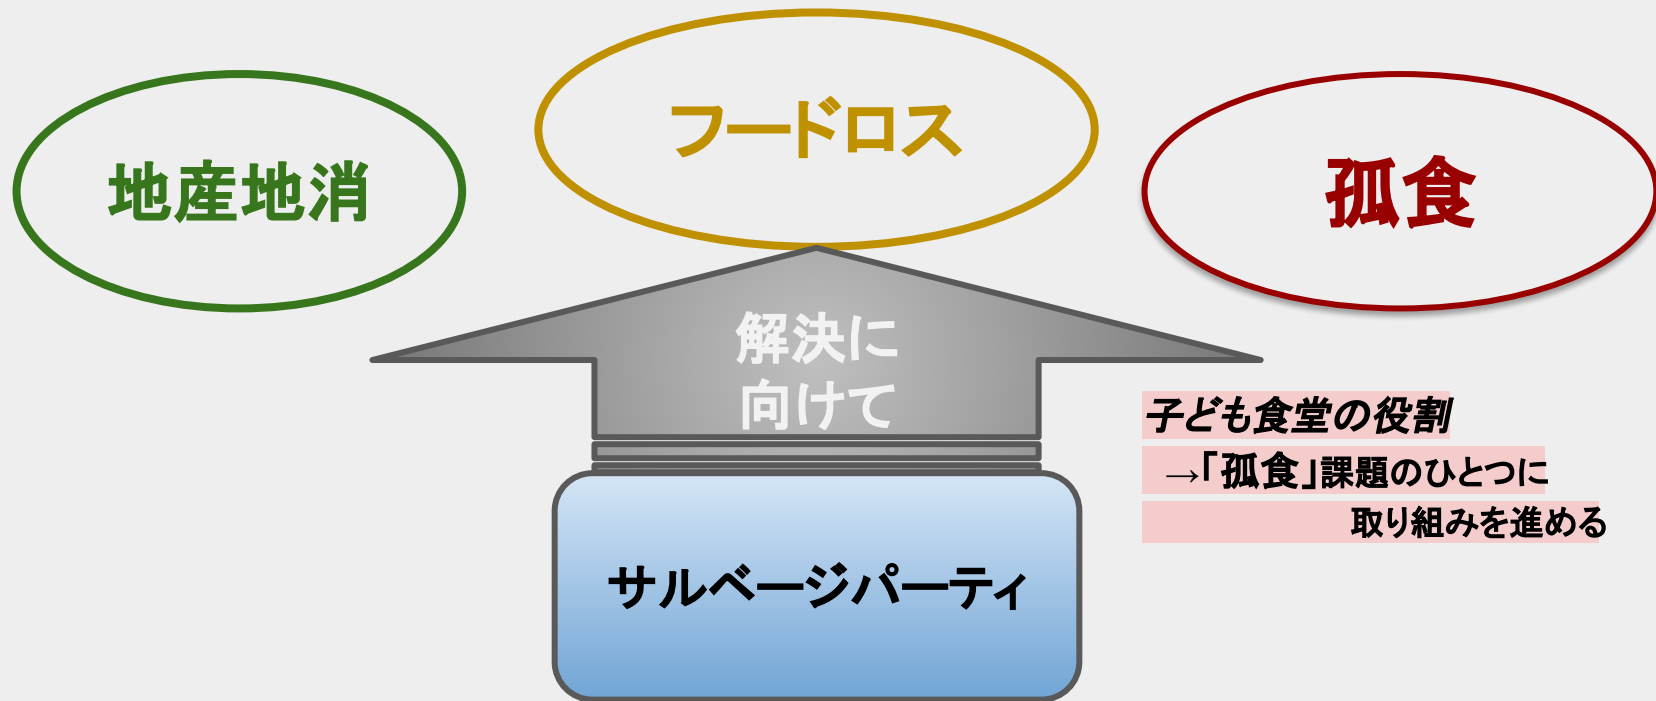 地産地消
フードロス
孤食
解決に
向けて
子ども食堂の役割
→「孤食」課題のひとつに
取り組みを進める
サルベージパーティ